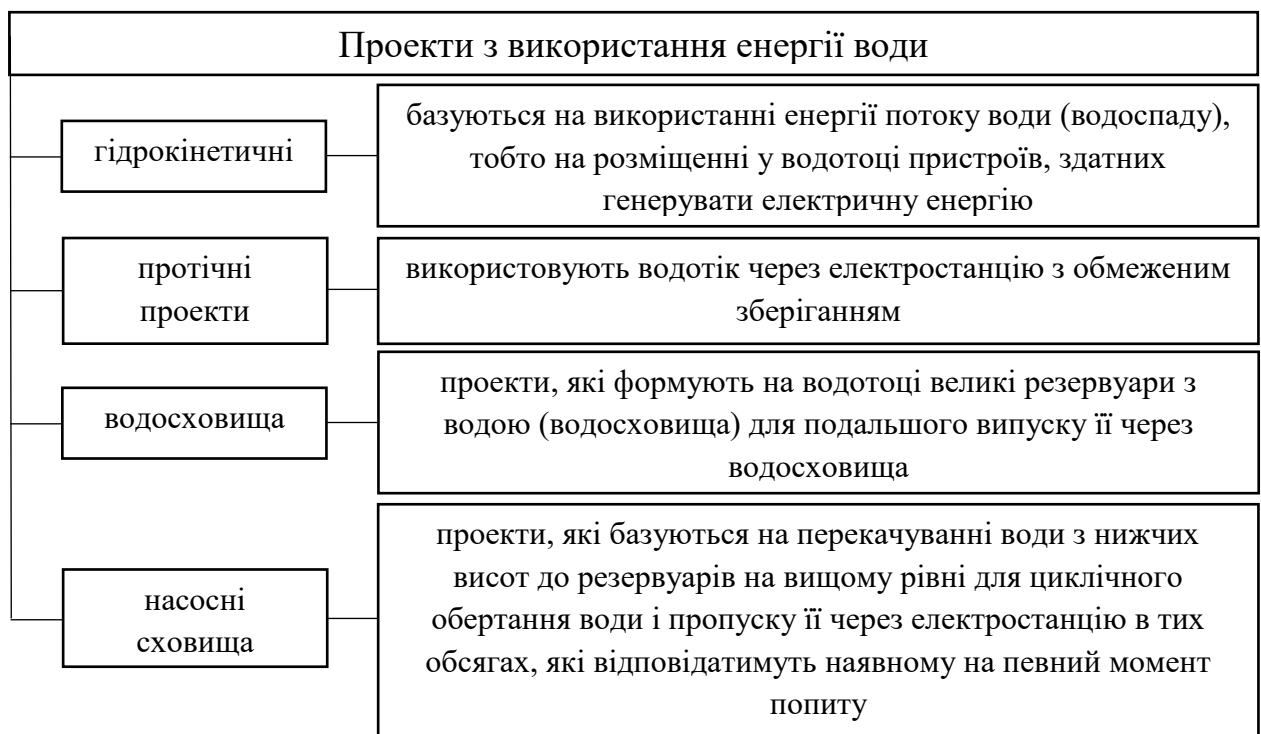 Проекти з використання енергії води
гідрокінетичні
базуються на використанні енергії потоку води (водоспаду),
тобто на розміщенні у водотоці пристроїв, здатних
генерувати електричну енергію
протічні
проекти
використовують водотік через електростанцію з обмеженим
зберіганням
водосховища
проекти, які формують на водотоці великі резервуари з
водою (водосховища) для подальшого випуску її через
водосховища
насосні
сховища
проекти, які базуються на перекачуванні води з нижчих
висот до резервуарів на вищому рівні для циклічного
обертання води і пропуску її через електростанцію в тих
обсягах, які відповідатимуть наявному на певний момент
попиту